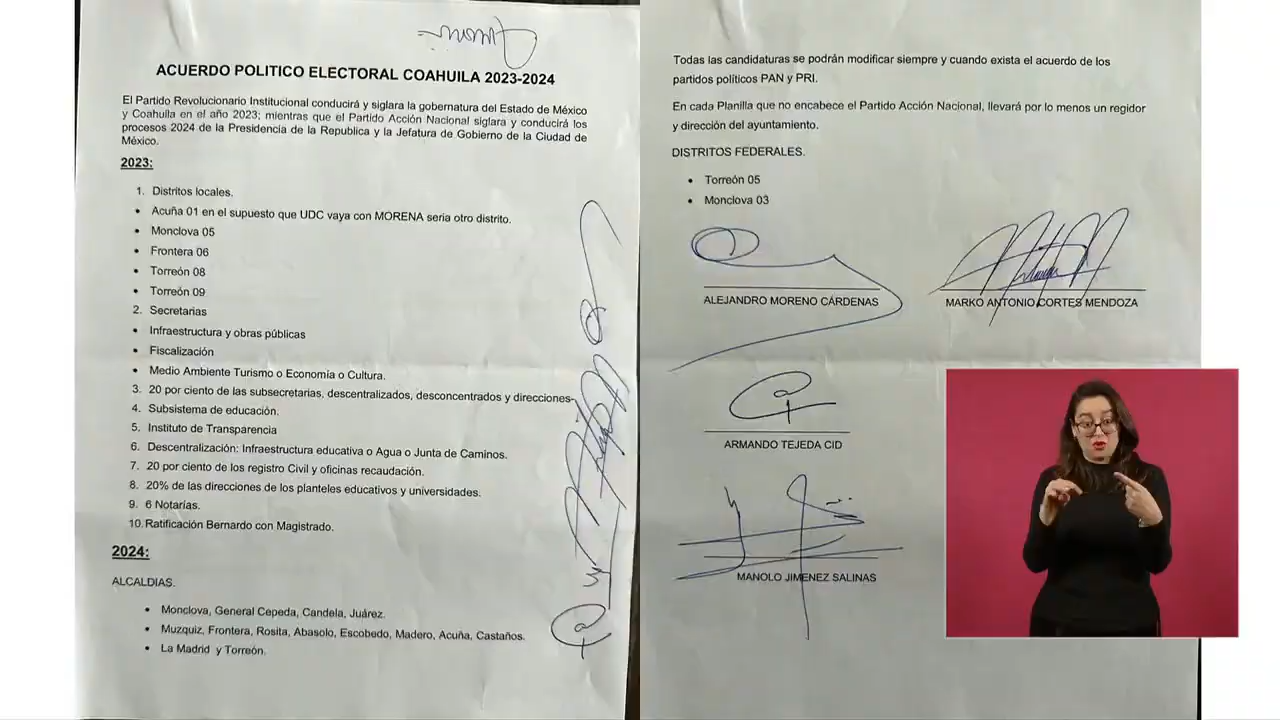 ACUERDO POLITICO ELECTORAL COAHUILA 2023-2024
El Partido Revolucionario Institucional conducirá y siglara la gobernatura del Estado de México
y Coahulla en el año 2023; mientras que el Partido Acción Nacional siglara y conducirá los
procesos 2024 de la Presidencia de la Republica y la Jefatura de Gobierno de la Ciudad de
México.
2023:
1. Distritos locales.
• Acuña 01 en el supuesto que UDC vaya con MORENA seria otro distrito.
• Monclova 05
• Frontera 06
• Torreón 08
• Torreón 09
2. Secretarias
• Infraestructura y obras públicas
• Fiscalización
• Medio Ambiente Turismo o Economía o Cultura.
3. 20 por ciento de las subsecretarias, descentralizados, desconcentrados y direcciones
4. Subsistema de educación.
5. Instituto de Transparencia
6. Descentralización: Infraestructura educativa o Agua o Junta de Caminos.
7. 20 por ciento de los registro Civil y oficinas recaudación.
8. 20% de las direcciones de los planteles educativos y universidades.
9. 6 Notarías.
10. Ratificación Bernardo con Magistrado.
2024:
ALCALDIAS.
• Monclova, General Cepeda, Candela, Juárez.
• Muzquiz, Frontera, Rosita, Abasolo, Escobedo, Madero, Acuña, Castaños.
• La Madrid y Torreón.
Todas las candidaturas se podrán modificar siempre y cuando exista el acuerdo de los
partidos políticos PAN y PRI.
En cada Planilla que no encabece el Partido Acción Nacional, llevará por lo menos un regidor
y dirección del ayuntamiento.
DISTRITOS FEDERALES.
• Torreón 05
• Monclova 03
ALEJANDRO MORENO CÁRDENAS
MARKO ANTONIO CORTES MENDOZA
ARMANDO TEJEDA CID
MANOLO JIMENEZ SALINAS